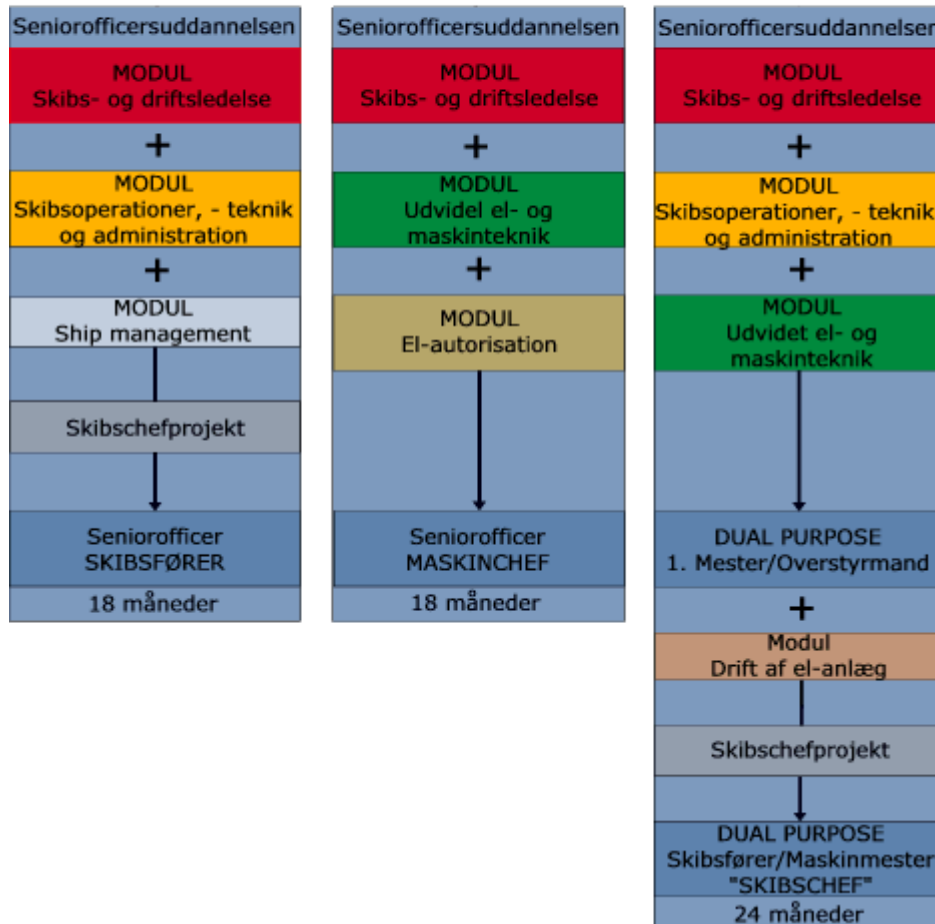 Seniorofficersuddannelsen
MODUL
Skibs- og driftsledelse
+
MODUL
Skibsoperationer, - teknik
og administration
+
MODUL
Ship management
Skibschefprojekt
Seniorofficer
SKIBSFØRER
18 måneder
Seniorofficersuddannelsen
MODUL
Skibs- og driftsledelse
+
MODUL
Udvidel el- og
maskinteknik
+
MODUL
El-autorisation
Seniorofficer
MASKINCHEF
18 måneder
Seniorofficersuddannelsen
MODUL
Skibs- og driftsledelse
+
MODUL
Skibsoperationer, - teknik
og administration
+
MODUL
Udvidet el- og
maskinteknik
DUAL PURPOSE
1. Mester/Overstyrmand
+
Modul
Drift af el-anlæg
Skibschefprojekt
DUAL PURPOSE
Skibsfører/Maskinmester
"SKIBSCHEF"
24 måneder